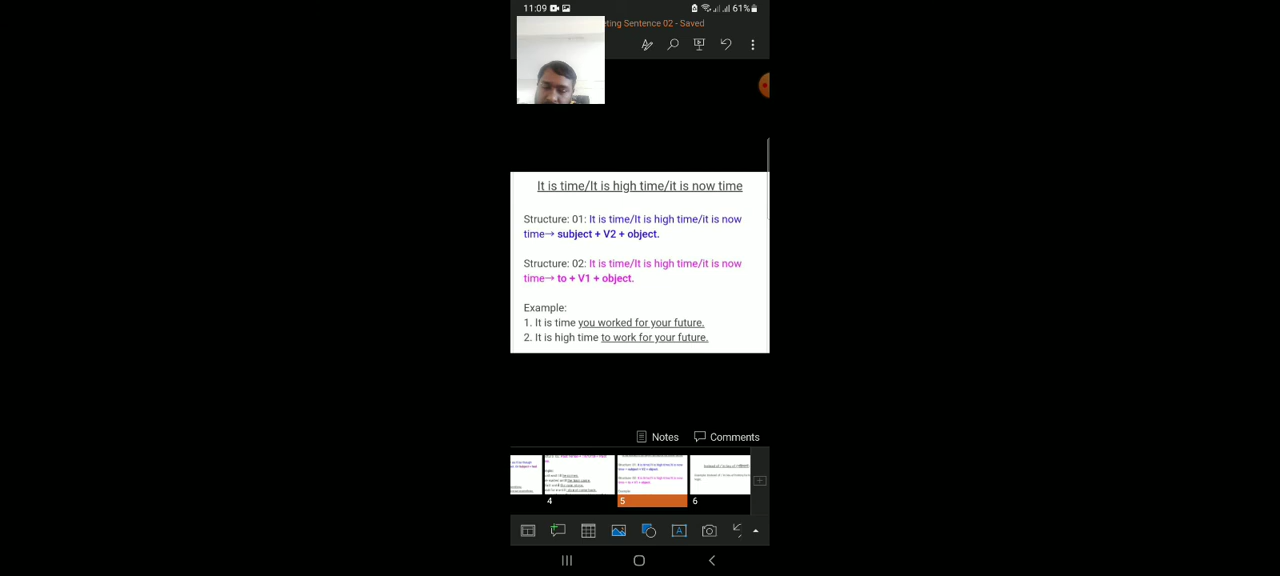 11:09
61%
eting Sentence 02 - Saved
It is time/It is high time/it is now time
Structure: 01: It is time/It is high time/it is now
time→ subject + V2 + object.
Structure: 02: It is time/It is high time/it is now
time→ to + V1 + object.
Example:
1. It is time you worked for your future.
2. It is high time to work for your future.
Notes Comments
4
5
6